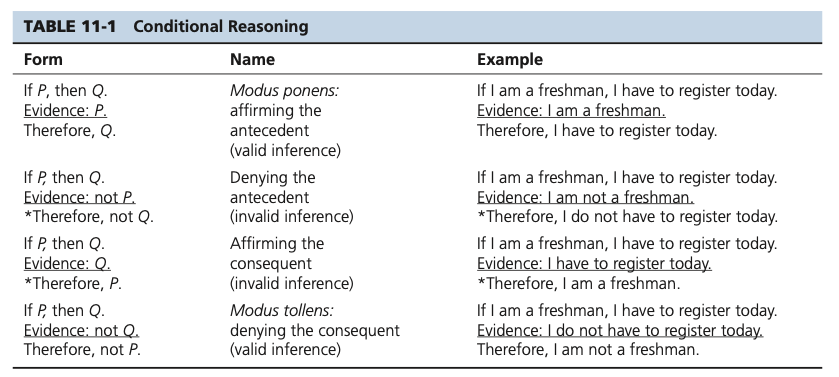 TABLE 11-1 Conditional Reasoning
Form Name Example
If P, then Q. Modus ponens: If I am a freshman, I have to register today.
Evidence: P. affirming the Evidence: I am a freshman.
Therefore, Q. antecedent Therefore, I have to register today.
(valid inference)
If P, then Q. Denying the If I am a freshman, I have to register today.
Evidence: not P. antecedent Evidence: I am not a freshman.
*Therefore, not Q. (invalid inference) *Therefore, I do not have to register today.
If P, then Q. Affirming the If I am a freshman, I have to register today.
Evidence: Q. consequent Evidence: I have to register today.
*Therefore, P. (invalid inference) *Therefore, I am a freshman.
If P, then Q. Modus tollens: If I am a freshman, I have to register today.
Evidence: not Q. denying the consequent Evidence: I do not have to register today.
Therefore, not P. (valid inference) Therefore, I am not a freshman.